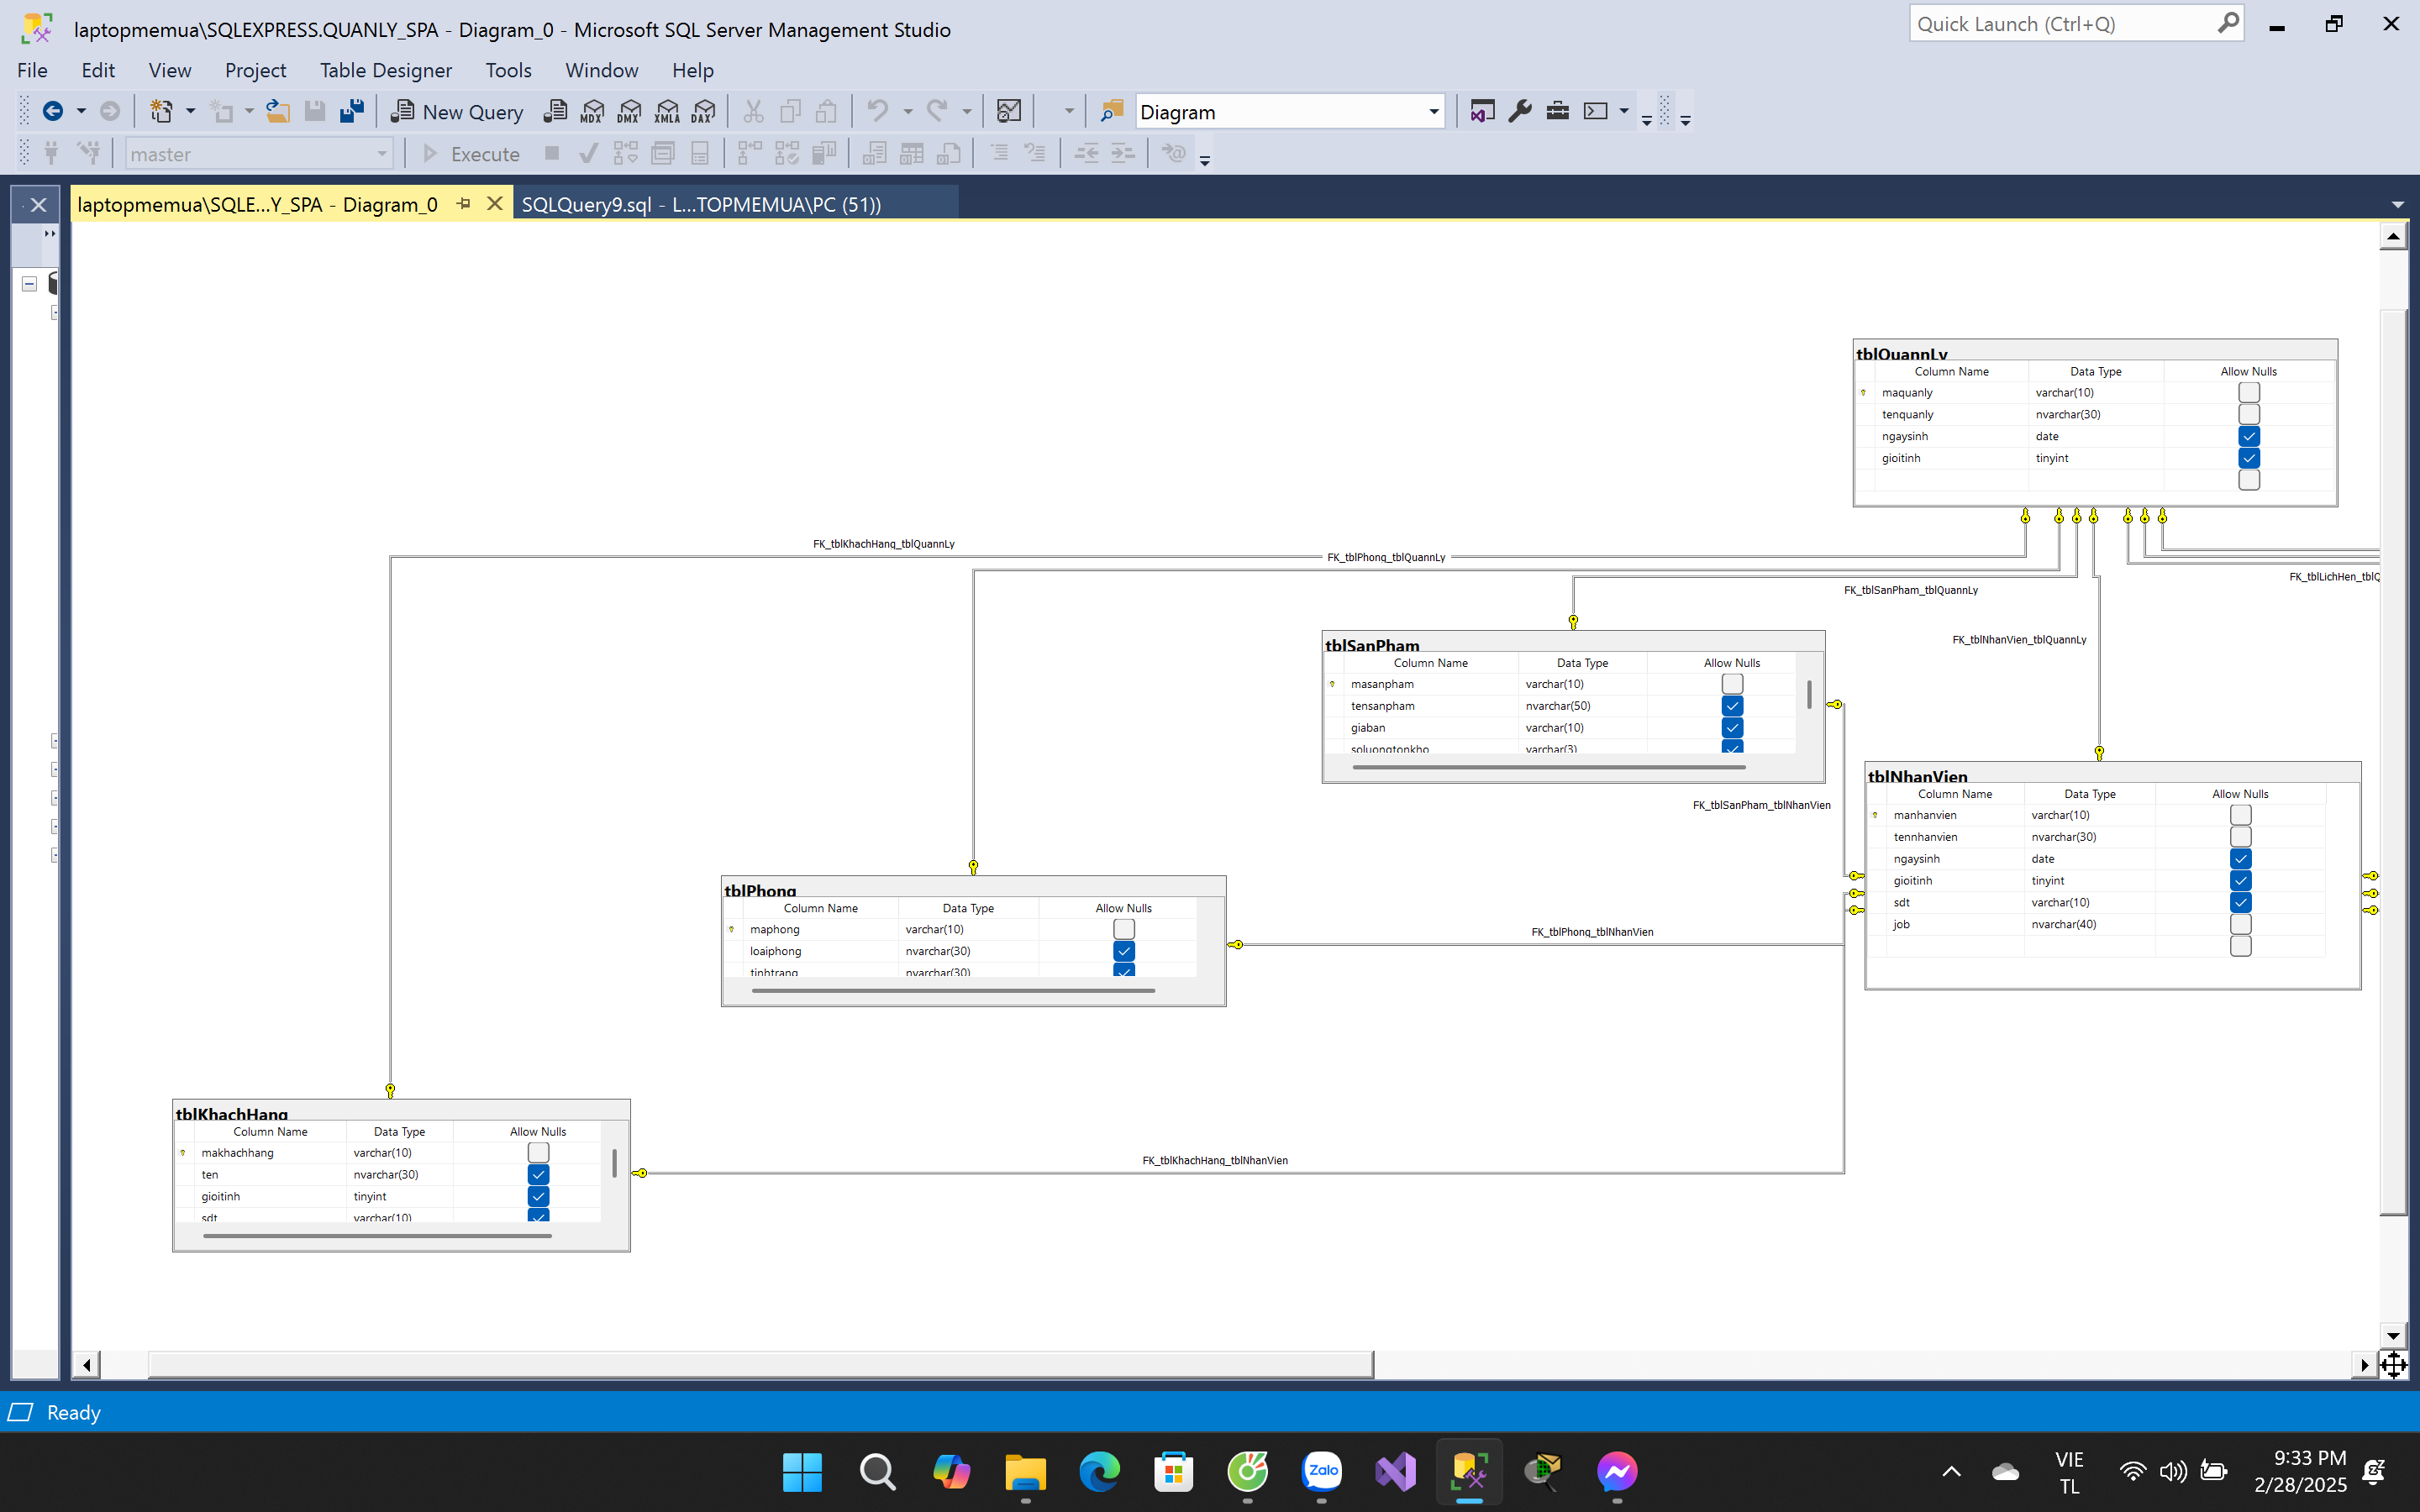 laptopmemua\SQLEXPRESS.QUANLY_SPA - Diagram_0 - Microsoft SQL Server Management Studio
Quick Launch (Ctrl+Q)
File Edit View Project Table Designer Tools Window Help
New Query MDX DMX XMLA DAX Diagram
master Execute
laptopmemua\SQLE...Y_SPA - Diagram_0 SQLQuery9.sql - L...TOPMEMUA\PC (51))
tblQuannLy
Column Name Data Type Allow Nulls
maquanly varchar(10)
tenquanly nvarchar(30)
ngaysinh date
gioitinh tinyint
FK_tblKhachHang_tblQuannLy
FK_tblPhong_tblQuannLy
FK_tblLichHen_tblQ
FK_tblSanPham_tblQuannLy
FK_tblNhanVien_tblQuannLy
tblSanPham
Column Name Data Type Allow Nulls
masanpham varchar(10)
tensanpham nvarchar(50)
giaban varchar(10)
soluongtonkho varchar(3)
FK_tblSanPham_tblNhanVien
tblNhanVien
Column Name Data Type Allow Nulls
manhanvien varchar(10)
tennhanvien nvarchar(30)
ngaysinh date
gioitinh tinyint
sdt varchar(10)
job nvarchar(40)
tblPhong
Column Name Data Type Allow Nulls
maphong varchar(10)
loaiphong nvarchar(30)
tinhtrang nvarchar(30)
FK_tblPhong_tblNhanVien
tblKhachHang
Column Name Data Type Allow Nulls
makhachhang varchar(10)
ten nvarchar(30)
gioitinh tinyint
sdt varchar(10)
FK_tblKhachHang_tblNhanVien
Ready
Zalo
VIE
TL
9:33 PM
2/28/2025